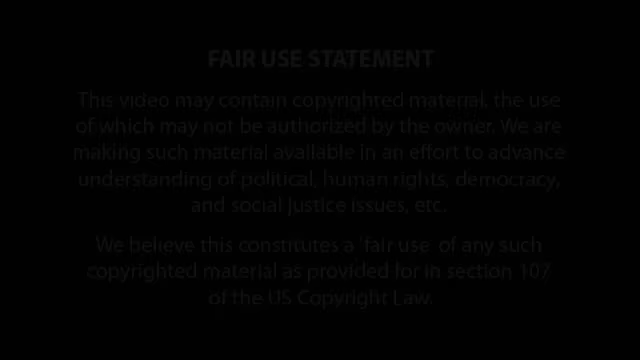 FAIR USE STATEMENT
This video may contain copyrighted material, the use
of which may not be authorized by the owner. We are
making such material available in an effort to advance
understanding of political, human rights, democracy,
and social justice issues, etc.
We believe this constitutes a 'fair use' of any such
copyrighted material as provided for in section 107
of the US Copyright Law.